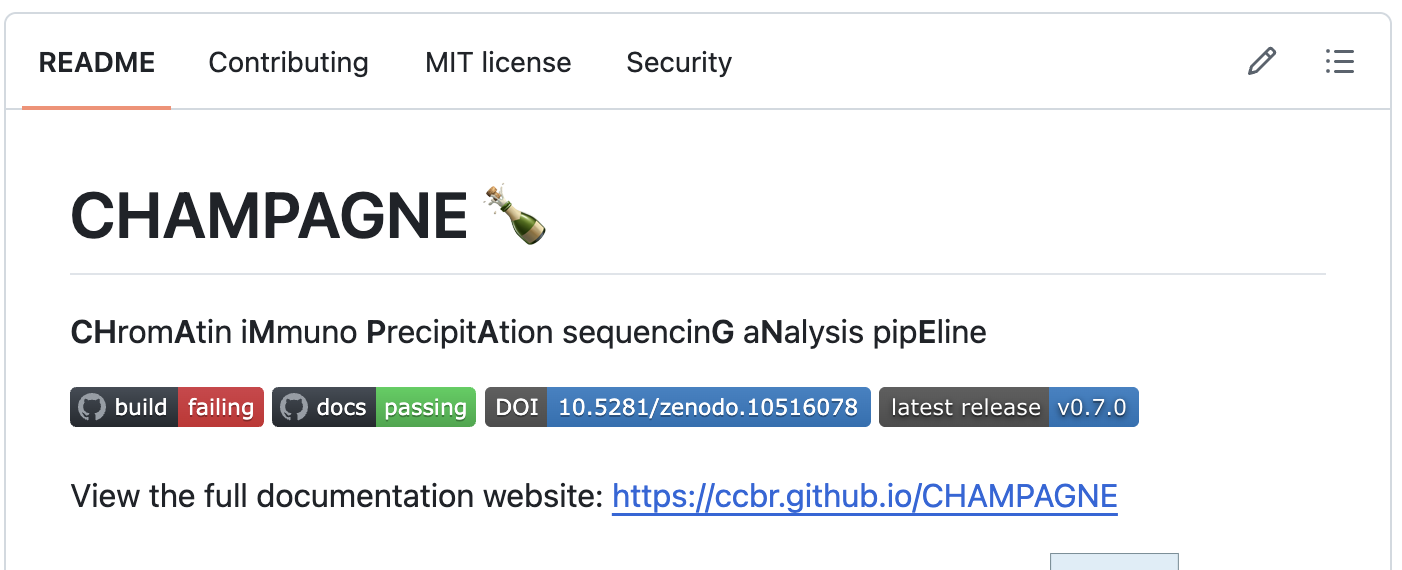 README Contributing MIT license Security
CHAMPAGNE
CHromAtin iMmuno PrecipitAtion sequencinG aNalysis pipEline
build failing docs passing DOI 10.5281/zenodo.10516078 latest release v0.7.0
View the full documentation website: https://ccbr.github.io/CHAMPAGNE